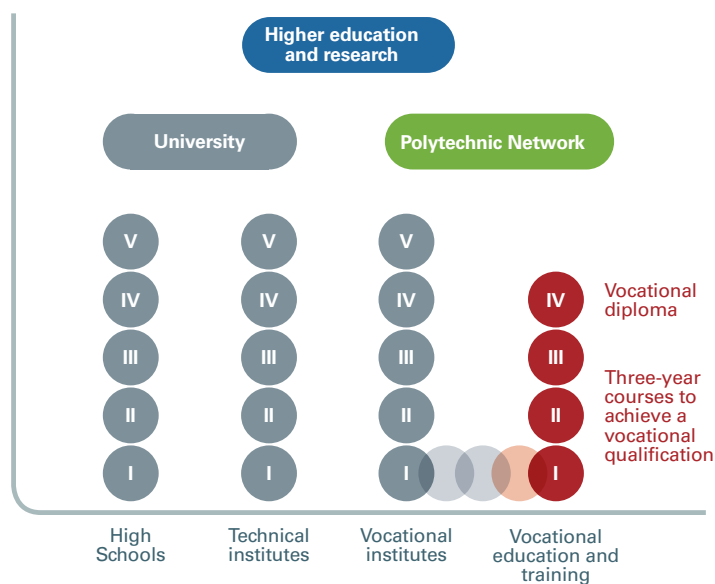 Higher education
and research
University
Polytechnic Network
V V V
IV IV IV IV
Vocational
diploma
III III III III
Three-year
courses to
achieve a
vocational
qualification
II II II II
I I I I
High
Schools
Technical
institutes
Vocational
institutes
Vocational
education and
training